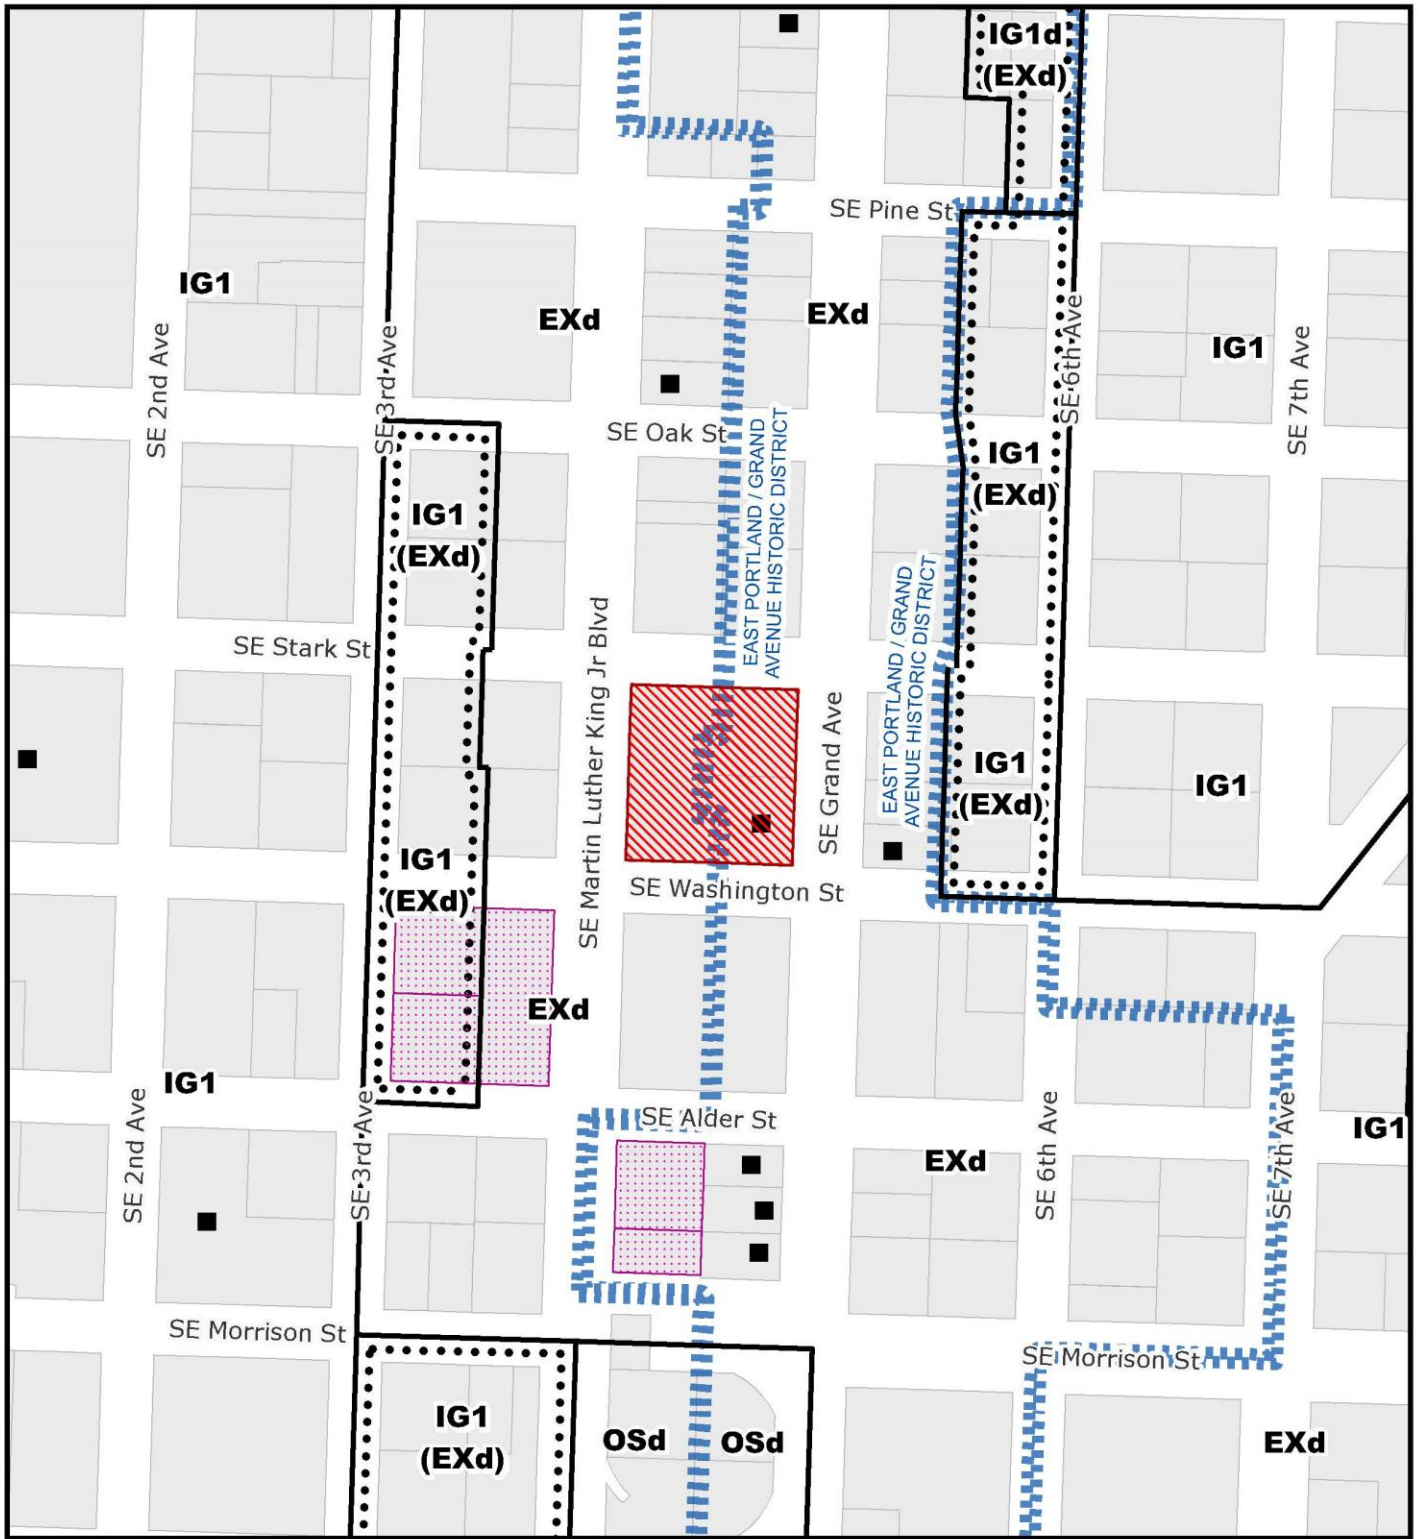 IG1d
(EXd)
SE Pine St
IG1
EXd
EXd
IG1
SE 2nd Ave
SE 3rd Ave
SE 6th Ave
SE 7th Ave
SE Oak St
EAST PORTLAND / GRAND
AVENUE HISTORIC DISTRICT
IG1
(EXd)
IG1
(EXd)
SE Stark St
SE Martin Luther King Jr Blvd
SE Grand Ave
EAST PORTLAND / GRAND
AVENUE HISTORIC DISTRICT
IG1
(EXd)
IG1
IG1
(EXd)
SE Washington St
EXd
IG1
SE 2nd Ave
SE 3rd Ave
SE Alder St
SE 6th Ave
SE 7th Ave
IG1
EXd
SE Morrison St
SE Morrison St
IG1
(EXd)
OSd
OSd
EXd